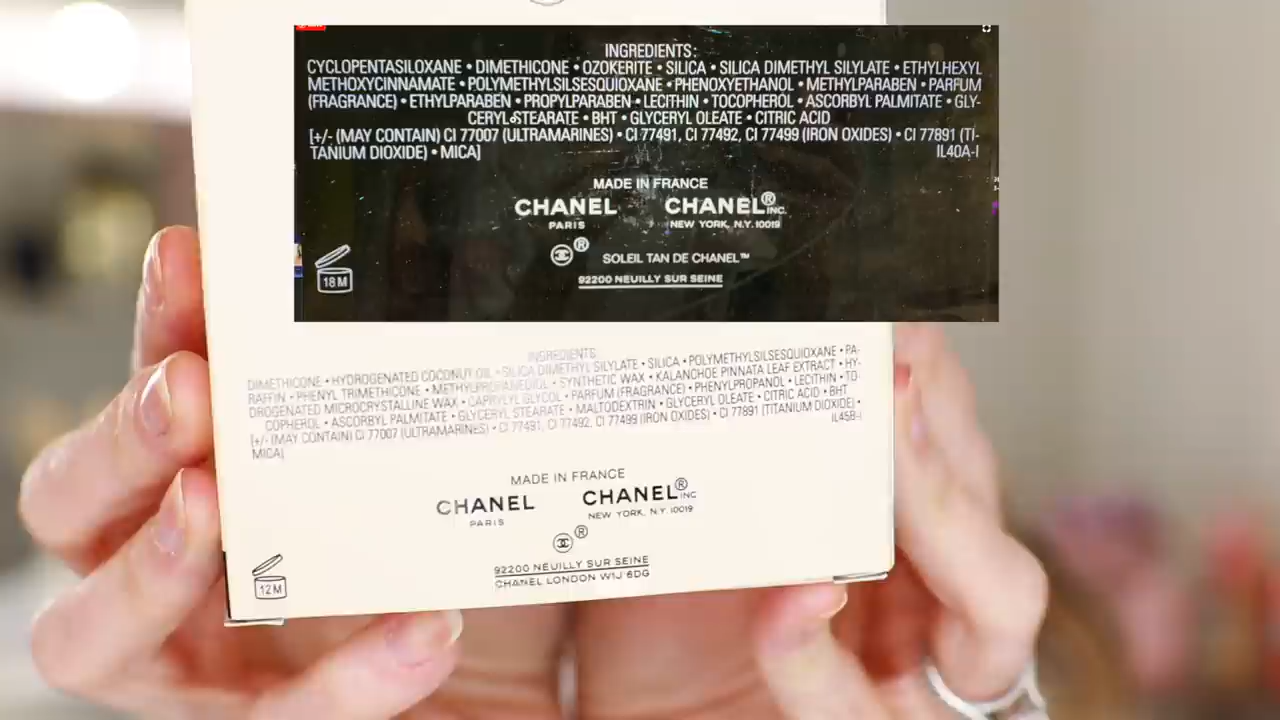 INGREDIENTS:
CYCLOPENTASILOXANE • DIMETHICONE • OZOKERITE • SILICA • SILICA DIMETHYL SILYLATE • ETHYLHEXYL
METHOXYCINNAMATE • POLYMETHYLSILSESQUIOXANE • PHENOXYETHANOL • METHYLPARABEN • PARFUM
(FRAGRANCE) • ETHYLPARABEN • PROPYLPARABEN • LECITHIN • TOCOPHEROL • ASCORBYL PALMITATE • GLY-
CERYL STEARATE • BHT • GLYCERYL OLEATE • CITRIC ACID
[+/- (MAY CONTAIN) CI 77007 (ULTRAMARINES) • CI 77491, CI 77492, CI 77499 (IRON OXIDES) • CI 77891 (TI-
TANIUM DIOXIDE) • MICA] IL40A-I
MADE IN FRANCE
CHANEL CHANEL® INC.
PARIS NEW YORK, N.Y. 10019
® SOLEIL TAN DE CHANEL™
92200 NEUILLY SUR SEINE
18 M
INGREDIENTS:
DIMETHICONE • HYDROGENATED COCONUT OIL • SILICA DIMETHYL SILYLATE • SILICA • POLYMETHYLSILSESQUIOXANE • PA-
RAFFIN • PHENYL TRIMETHICONE • METHYLPROPANEDIOL • SYNTHETIC WAX • KALANCHOE PINNATA LEAF EXTRACT • HY-
DROGENATED MICROCRYSTALLINE WAX • CAPRYLYL GLYCOL • PARFUM (FRAGRANCE) • PHENYLPROPANOL • LECITHIN • TO-
COPHEROL • ASCORBYL PALMITATE • GLYCERYL STEARATE • MALTODEXTRIN • GLYCERYL OLEATE • CITRIC ACID • BHT
[+/- (MAY CONTAIN) CI 77007 (ULTRAMARINES) • CI 77491, CI 77492, CI 77499 (IRON OXIDES) • CI 77891 (TITANIUM DIOXIDE) •
MICA] IL45B-I
MADE IN FRANCE
CHANEL CHANEL® INC
PARIS NEW YORK, N.Y. 10019
®
92200 NEUILLY SUR SEINE
CHANEL LONDON W1J 6DG
12 M